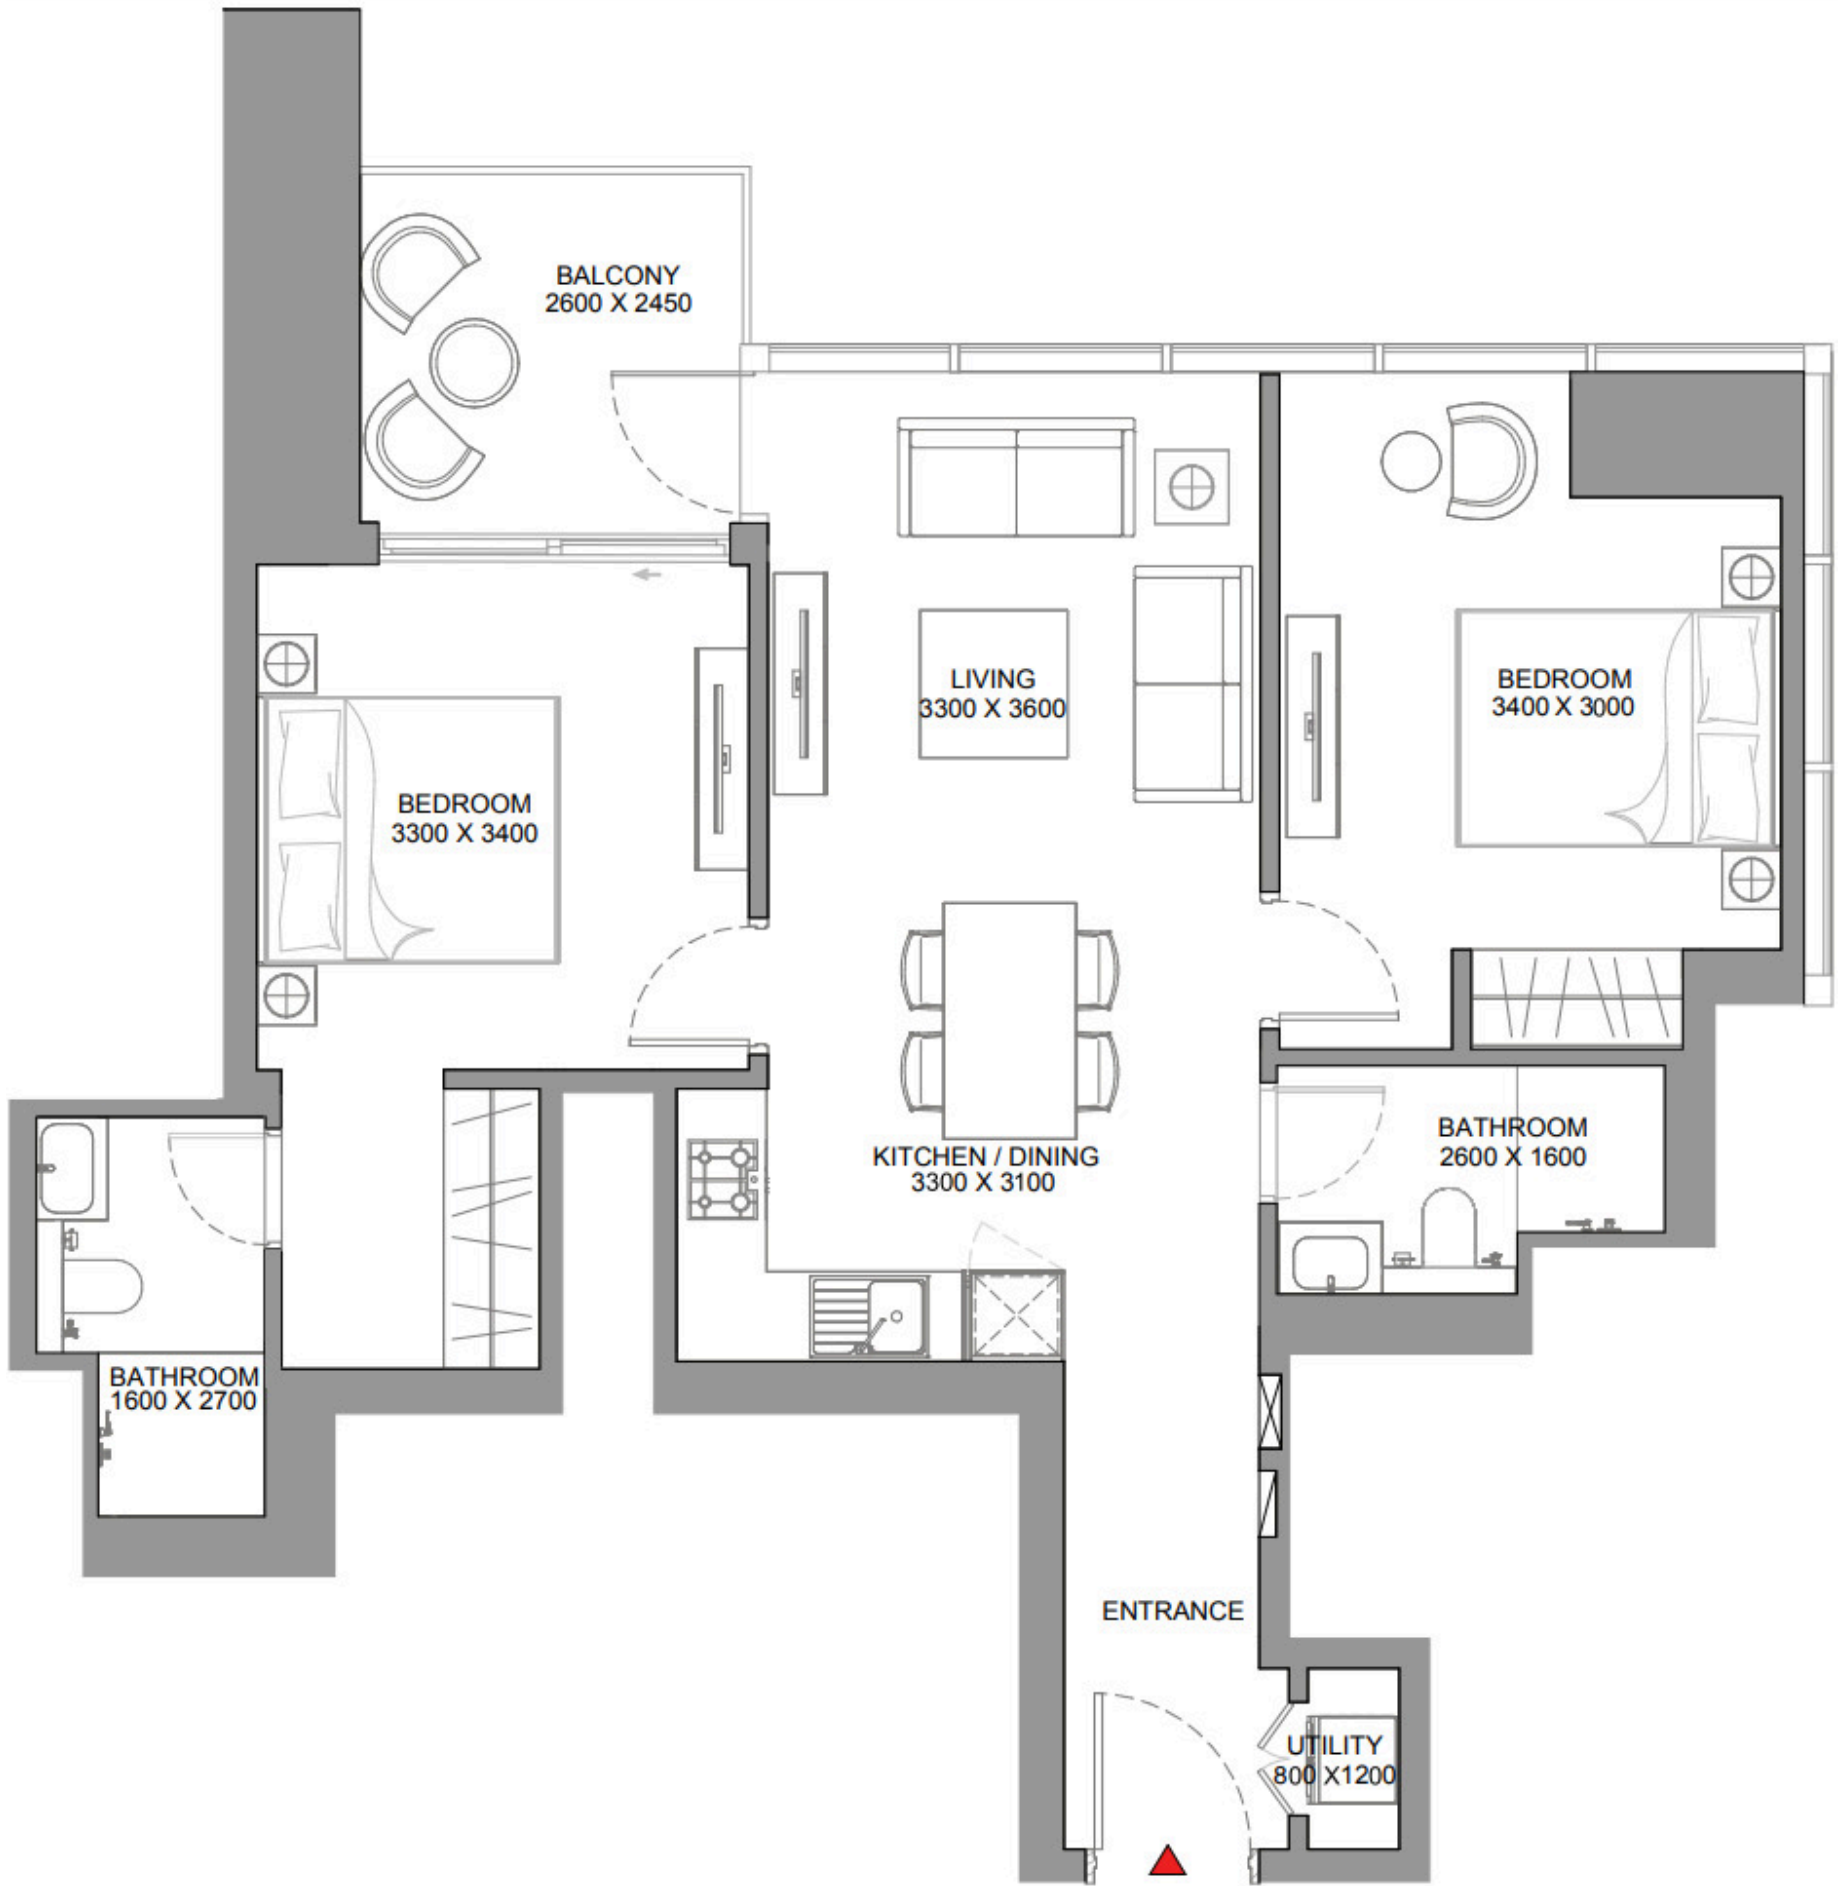 BALCONY
2600 X 2450
LIVING
3300 X 3600
BEDROOM
3400 X 3000
BEDROOM
3300 X 3400
BATHROOM
2600 X 1600
KITCHEN / DINING
3300 X 3100
BATHROOM
1600 X 2700
ENTRANCE
UTILITY
800 X1200